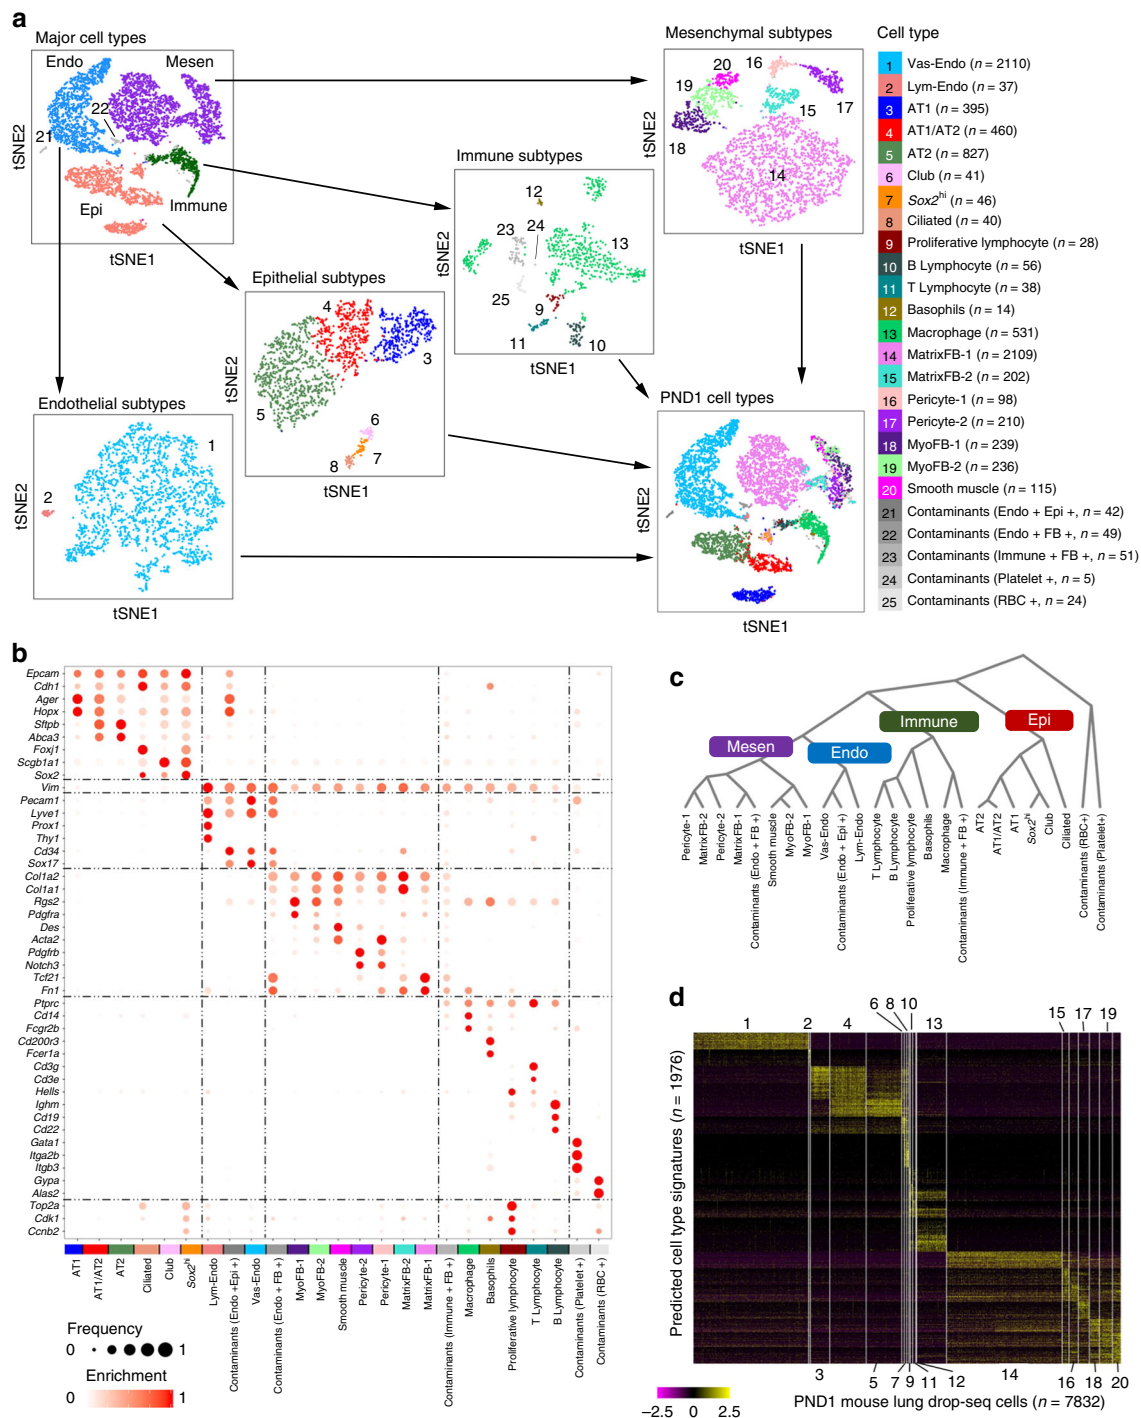 a
Major cell types
Endo
Mesen
22
21
Epi
Immune
tSNE2
tSNE1
Mesenchymal subtypes
16
20
19
15
17
18
14
tSNE2
tSNE1
Immune subtypes
12
24
23
13
25
9
11
10
tSNE2
tSNE1
Epithelial subtypes
4
3
5
6
7
8
tSNE2
tSNE1
Endothelial subtypes
1
2
tSNE2
tSNE1
PND1 cell types
tSNE2
tSNE1
Cell type
1 Vas-Endo (n = 2110)
2 Lym-Endo (n = 37)
3 AT1 (n = 395)
4 AT1/AT2 (n = 460)
5 AT2 (n = 827)
6 Club (n = 41)
7 Sox2hi (n = 46)
8 Ciliated (n = 40)
9 Proliferative lymphocyte (n = 28)
10 B Lymphocyte (n = 56)
11 T Lymphocyte (n = 38)
12 Basophils (n = 14)
13 Macrophage (n = 531)
14 MatrixFB-1 (n = 2109)
15 MatrixFB-2 (n = 202)
16 Pericyte-1 (n = 98)
17 Pericyte-2 (n = 210)
18 MyoFB-1 (n = 239)
19 MyoFB-2 (n = 236)
20 Smooth muscle (n = 115)
21 Contaminants (Endo + Epi +, n = 42)
22 Contaminants (Endo + FB +, n = 49)
23 Contaminants (Immune + FB +, n = 51)
24 Contaminants (Platelet +, n = 5)
25 Contaminants (RBC +, n = 24)
b
Epcam
Cdh1
Ager
Hopx
Sftpb
Abca3
Foxj1
Scgb1a1
Sox2
Vim
Pecam1
Lyve1
Prox1
Thy1
Cd34
Sox17
Col1a2
Col1a1
Rgs2
Pdgfra
Des
Acta2
Pdgfrb
Notch3
Tcf21
Fn1
Ptprc
Cd14
Fcgr2b
Cd200r3
Fcer1a
Cd3g
Cd3e
Hells
Ighm
Cd19
Cd22
Gata1
Itga2b
Itgb3
Gypa
Alas2
Top2a
Cdk1
Ccnb2
AT1
AT1/AT2
AT2
Ciliated
Club
Sox2hi
Lym-Endo
Contaminants (Endo +Epi +)
Vas-Endo
Contaminants (Endo + FB +)
MyoFB-1
MyoFB-2
Smooth muscle
Pericyte-2
Pericyte-1
MatrixFB-2
MatrixFB-1
Contaminants (Immune + FB +)
Macrophage
Basophils
Proliferative lymphocyte
T Lymphocyte
B Lymphocyte
Contaminants (Platelet +)
Contaminants (RBC +)
Frequency
0 1
Enrichment
0 1
c
Mesen
Endo
Immune
Epi
Pericyte-1
MatrixFB-2
Pericyte-2
MatrixFB-1
Contaminants (Endo + FB +)
Smooth muscle
MyoFB-2
MyoFB-1
Vas-Endo
Contaminants (Endo + Epi +)
Lym-Endo
T Lymphocyte
B Lymphocyte
Proliferative lymphocyte
Basophils
Macrophage
Contaminants (Immune + FB +)
AT2
AT1/AT2
AT1
Sox2hi
Club
Ciliated
Contaminants (RBC+)
Contaminants (Platelet+)
d
6 8 10 15 17 19
1 2 4 13
Predicted cell type signatures (n = 1976)
3 5 7 9 11 12 14 16 18 20
PND1 mouse lung drop-seq cells (n = 7832)
−2.5 0 2.5